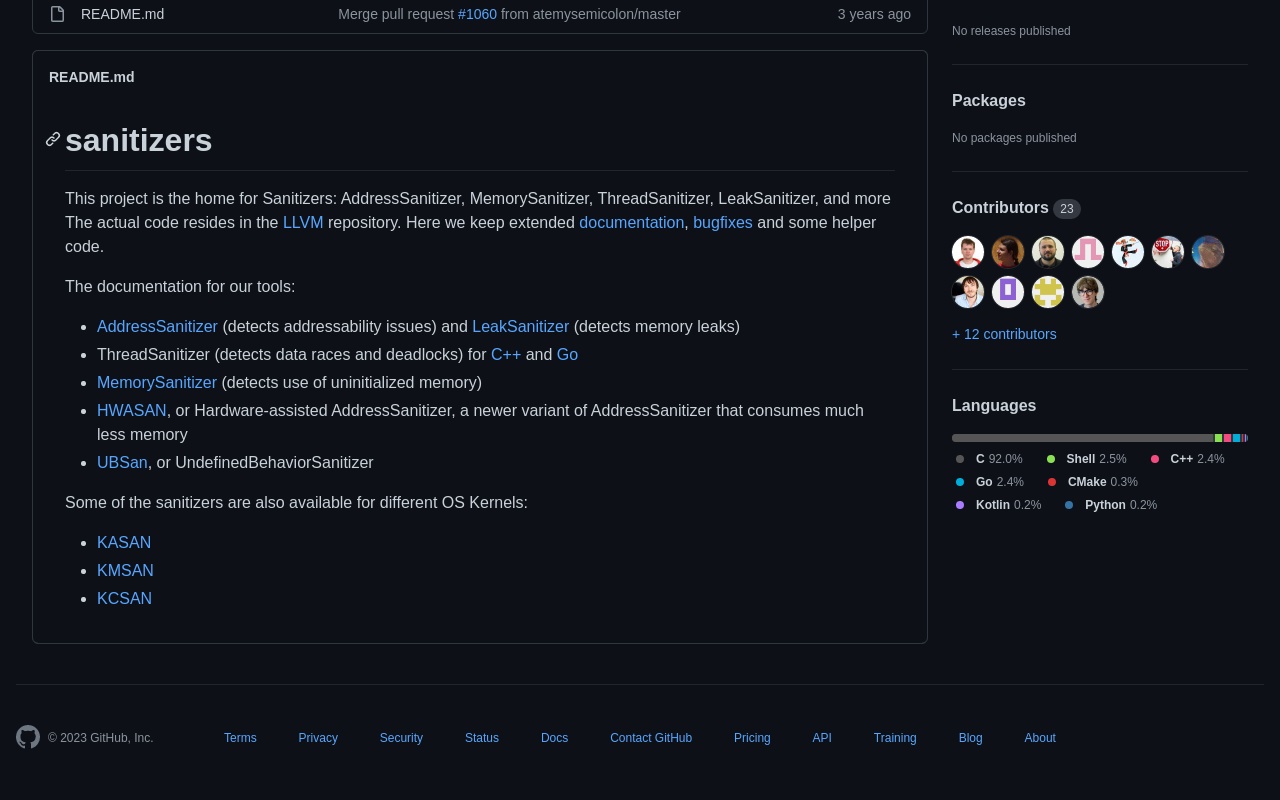 README.md Merge pull request #1060 from atemysemicolon/master 3 years ago
README.md
sanitizers
This project is the home for Sanitizers: AddressSanitizer, MemorySanitizer, ThreadSanitizer, LeakSanitizer, and more
The actual code resides in the LLVM repository. Here we keep extended documentation, bugfixes and some helper
code.
The documentation for our tools:
AddressSanitizer (detects addressability issues) and LeakSanitizer (detects memory leaks)
ThreadSanitizer (detects data races and deadlocks) for C++ and Go
MemorySanitizer (detects use of uninitialized memory)
HWASAN, or Hardware-assisted AddressSanitizer, a newer variant of AddressSanitizer that consumes much
less memory
UBSan, or UndefinedBehaviorSanitizer
Some of the sanitizers are also available for different OS Kernels:
KASAN
KMSAN
KCSAN
No releases published
Packages
No packages published
Contributors 23
STOP
+ 12 contributors
Languages
C 92.0% Shell 2.5% C++ 2.4%
Go 2.4% CMake 0.3%
Kotlin 0.2% Python 0.2%
© 2023 GitHub, Inc. Terms Privacy Security Status Docs Contact GitHub Pricing API Training Blog About